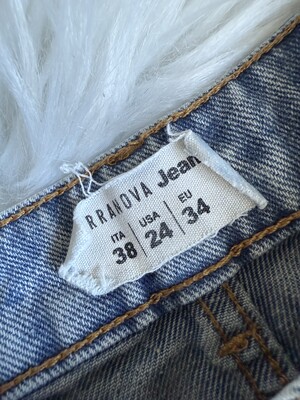 RRANOVA Jean
ITA USA EU
38 24 34